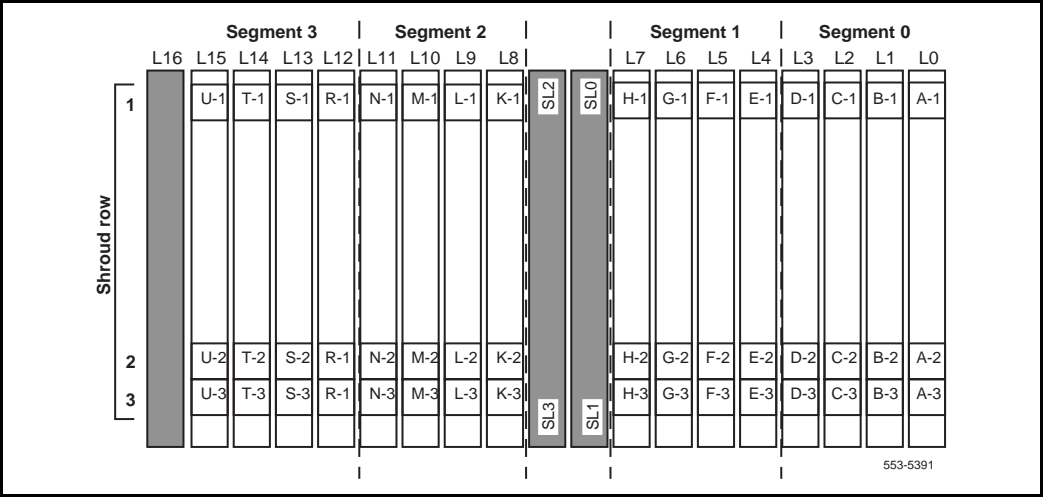 Segment 3 Segment 2 Segment 1 Segment 0
L16 L15 L14 L13 L12 L11 L10 L9 L8 L7 L6 L5 L4 L3 L2 L1 L0
SL2 SL0
1 U-1 T-1 S-1 R-1 N-1 M-1 L-1 K-1 H-1 G-1 F-1 E-1 D-1 C-1 B-1 A-1
Shroud row
2 U-2 T-2 S-2 R-1 N-2 M-2 L-2 K-2 H-2 G-2 F-2 E-2 D-2 C-2 B-2 A-2
3 U-3 T-3 S-3 R-1 N-3 M-3 L-3 K-3 H-3 G-3 F-3 E-3 D-3 C-3 B-3 A-3
SL3 SL1
553-5391